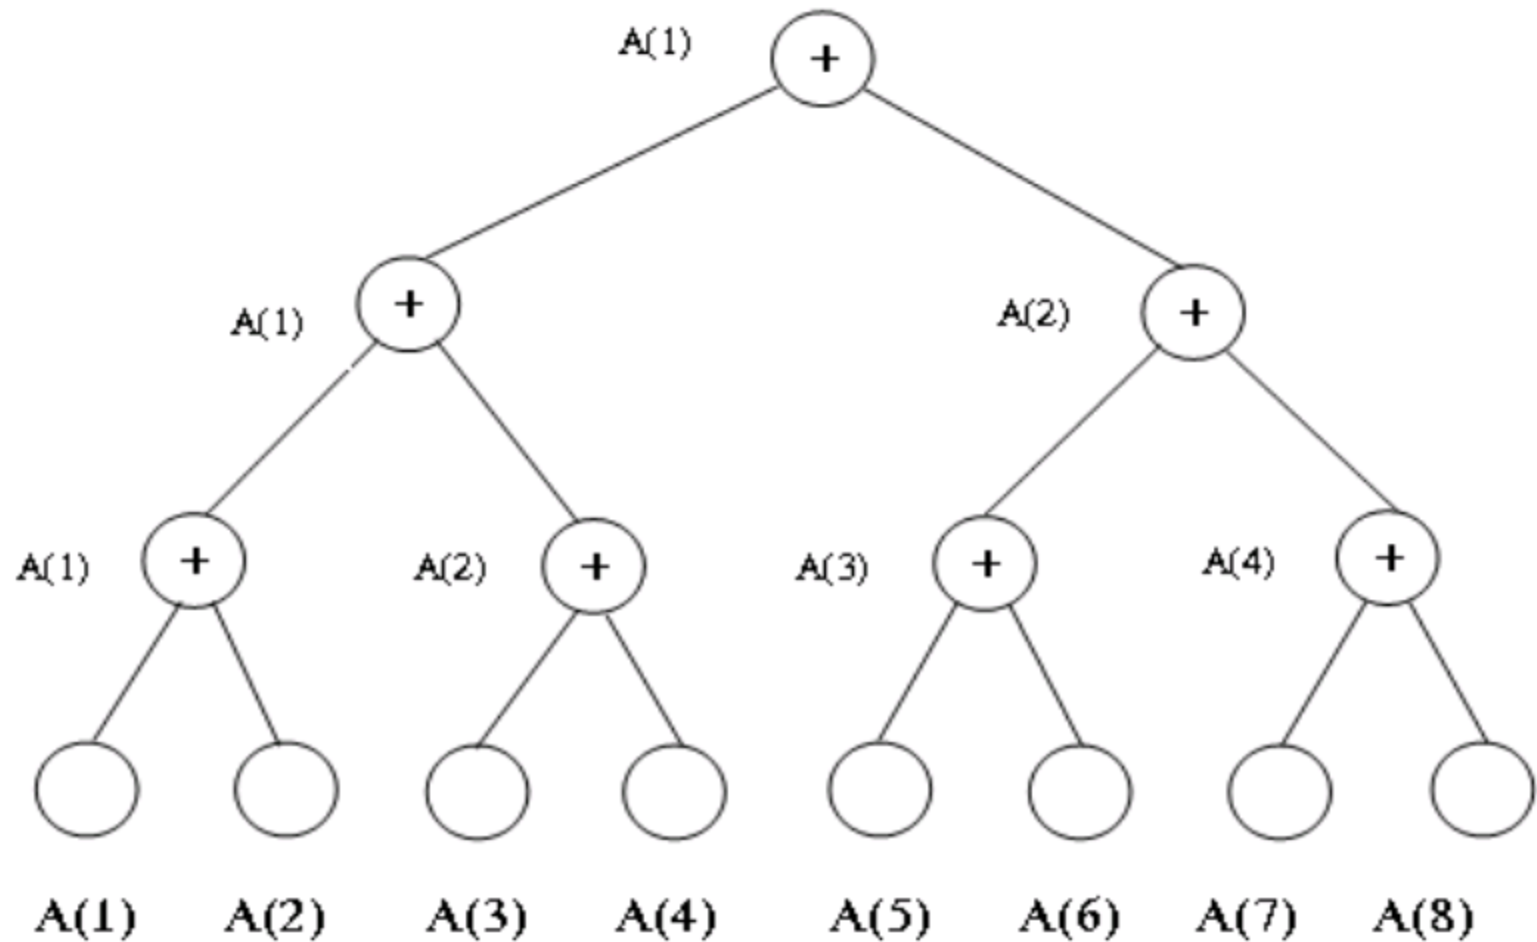 A(1) +
A(1) + A(2) +
A(1) + A(2) + A(3) + A(4) +
A(1) A(2) A(3) A(4) A(5) A(6) A(7) A(8)